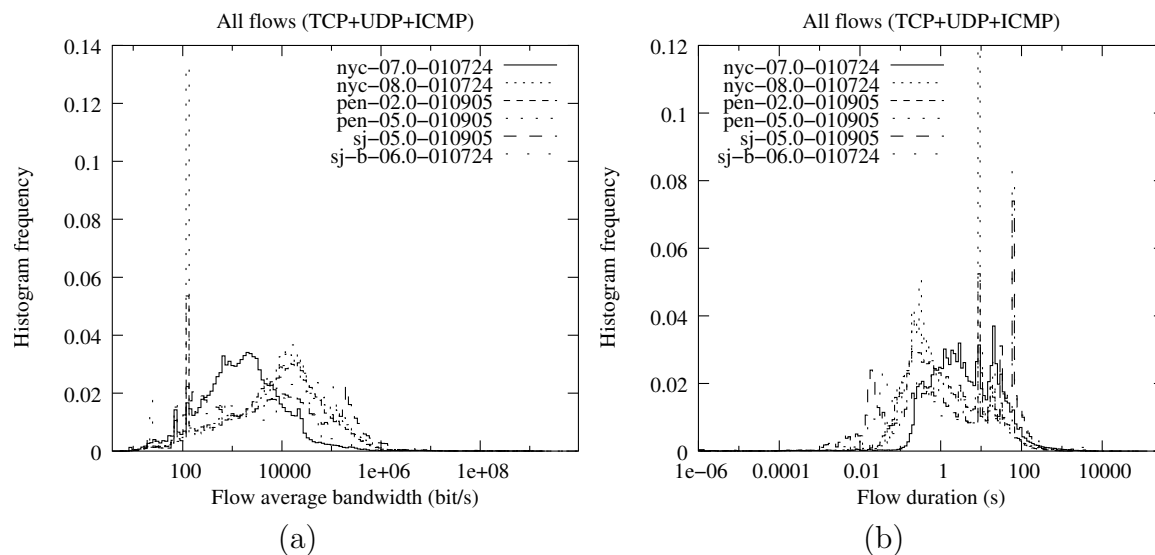 All flows (TCP+UDP+ICMP)
0.14
0.12
0.1
0.08
0.06
0.04
0.02
0
Histogram frequency
nyc−07.0−010724
nyc−08.0−010724
pen−02.0−010905
pen−05.0−010905
sj−05.0−010905
sj−b−06.0−010724
100 10000 1e+06 1e+08
Flow average bandwidth (bit/s)
(a)
All flows (TCP+UDP+ICMP)
0.12
0.1
0.08
0.06
0.04
0.02
0
Histogram frequency
nyc−07.0−010724
nyc−08.0−010724
pen−02.0−010905
pen−05.0−010905
sj−05.0−010905
sj−b−06.0−010724
1e−06 0.0001 0.01 1 100 10000
Flow duration (s)
(b)